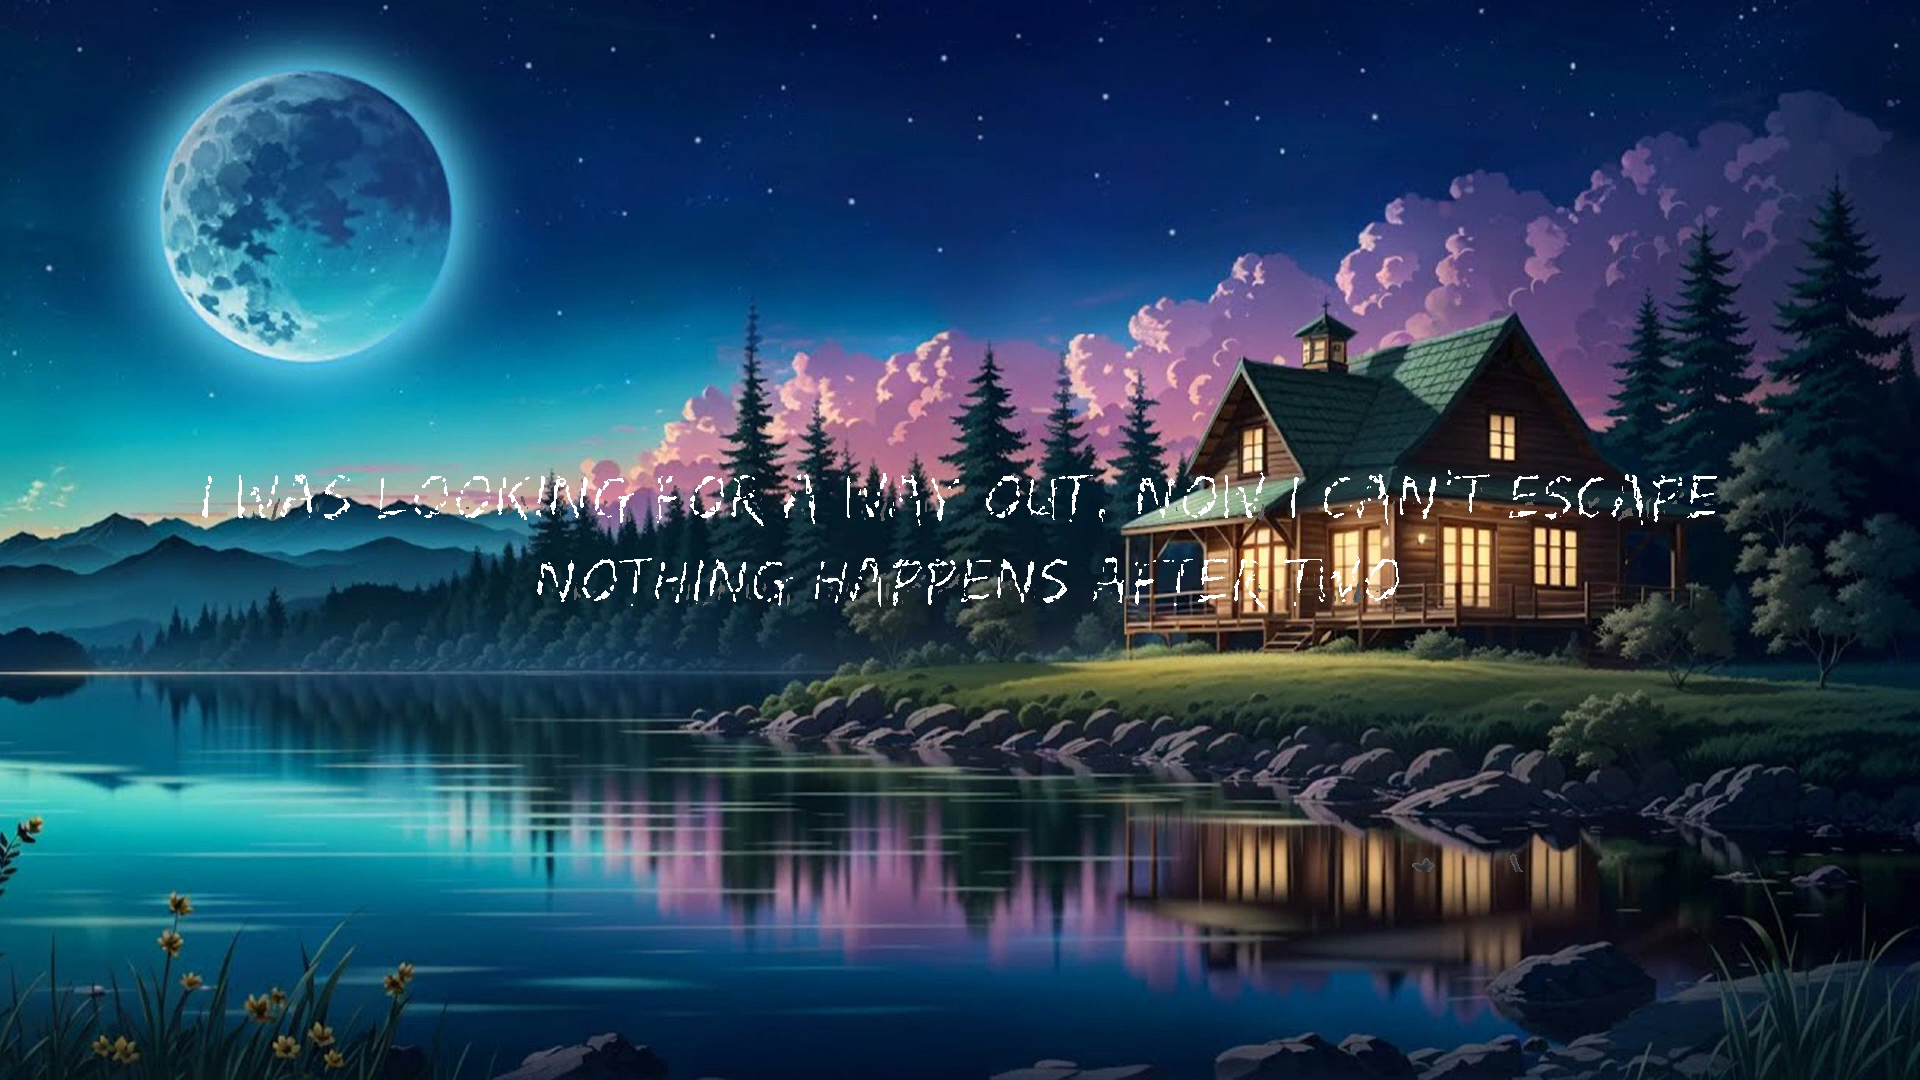 I WAS LOOKING FOR A WAY OUT, NOW I CAN'T ESCAPE
NOTHING HAPPENS AFTER TWO